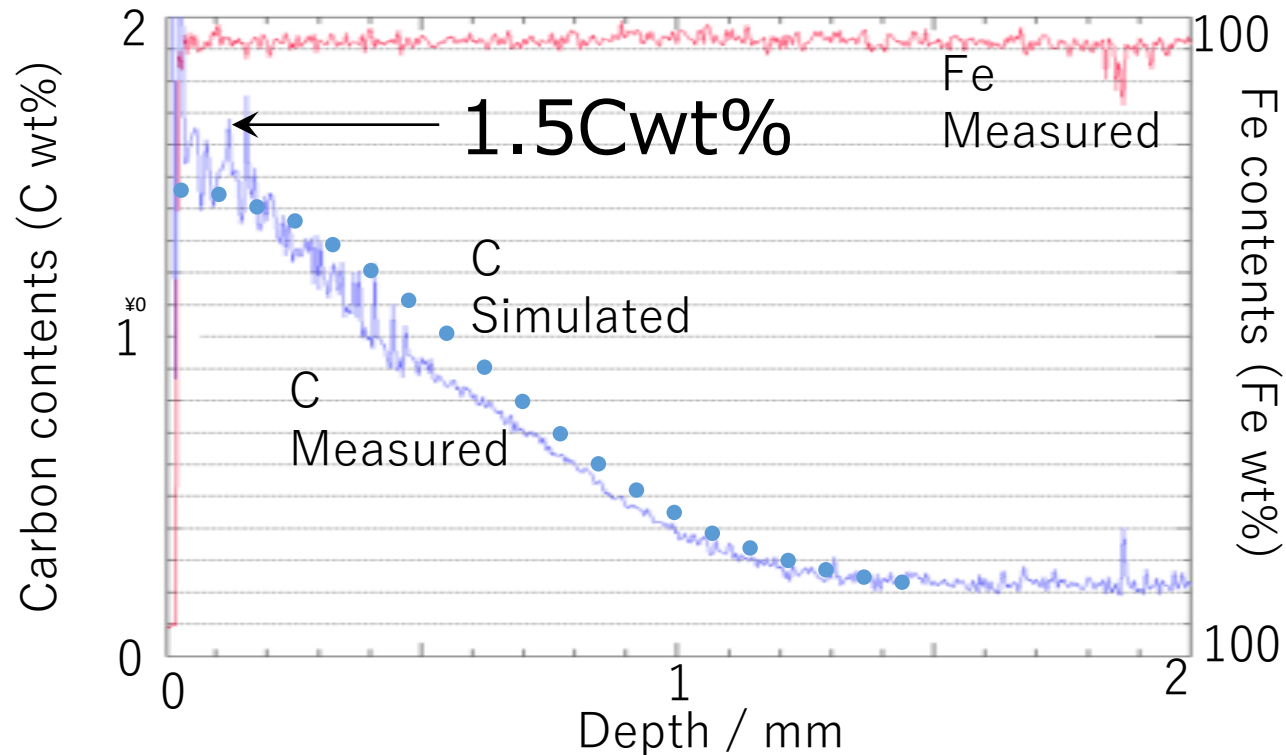 2
100
Fe
Measured
1.5Cwt%
C
Simulated
¥0
1
C
Measured
0
100
0
1
2
Depth / mm
Carbon contents (C wt%)
Fe contents (Fe wt%)